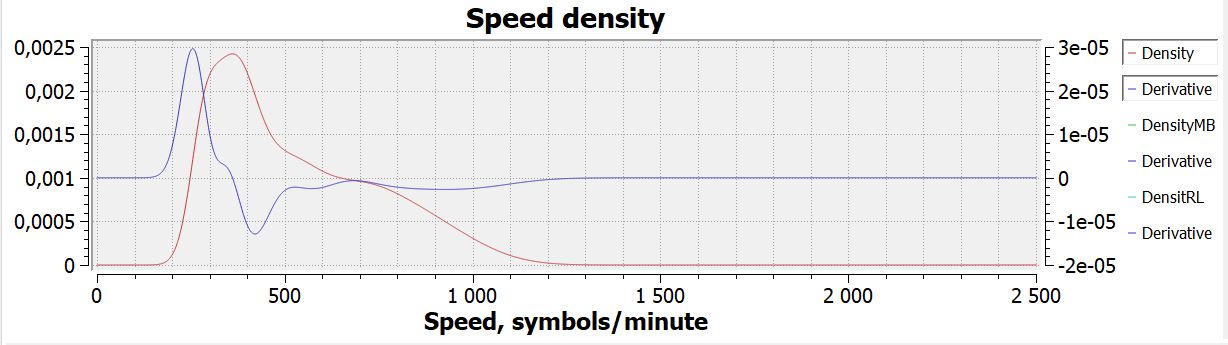 Speed density
0,0025
0,002
0,0015
0,001
0,0005
0
3e-05
2e-05
1e-05
0
-1e-05
-2e-05
0 500 1 000 1 500 2 000 2 500
Speed, symbols/minute
Density
Derivative
DensityMB
Derivative
DensitRL
Derivative